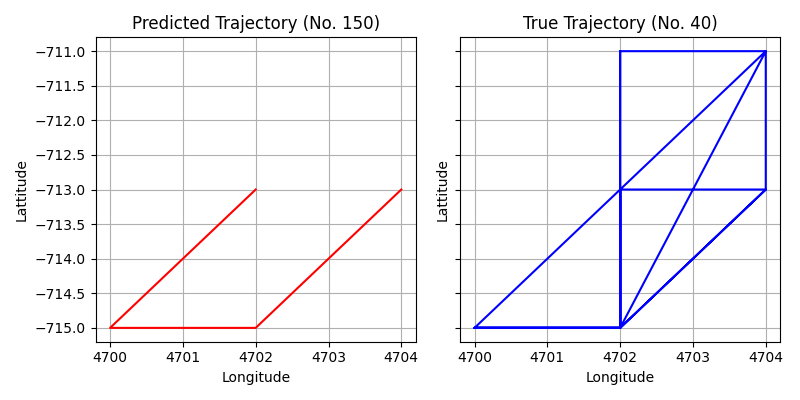 Predicted Trajectory (No. 150)
Lattitude
−711.0
−711.5
−712.0
−712.5
−713.0
−713.5
−714.0
−714.5
−715.0
4700 4701 4702 4703 4704
Longitude
True Trajectory (No. 40)
Lattitude
4700 4701 4702 4703 4704
Longitude